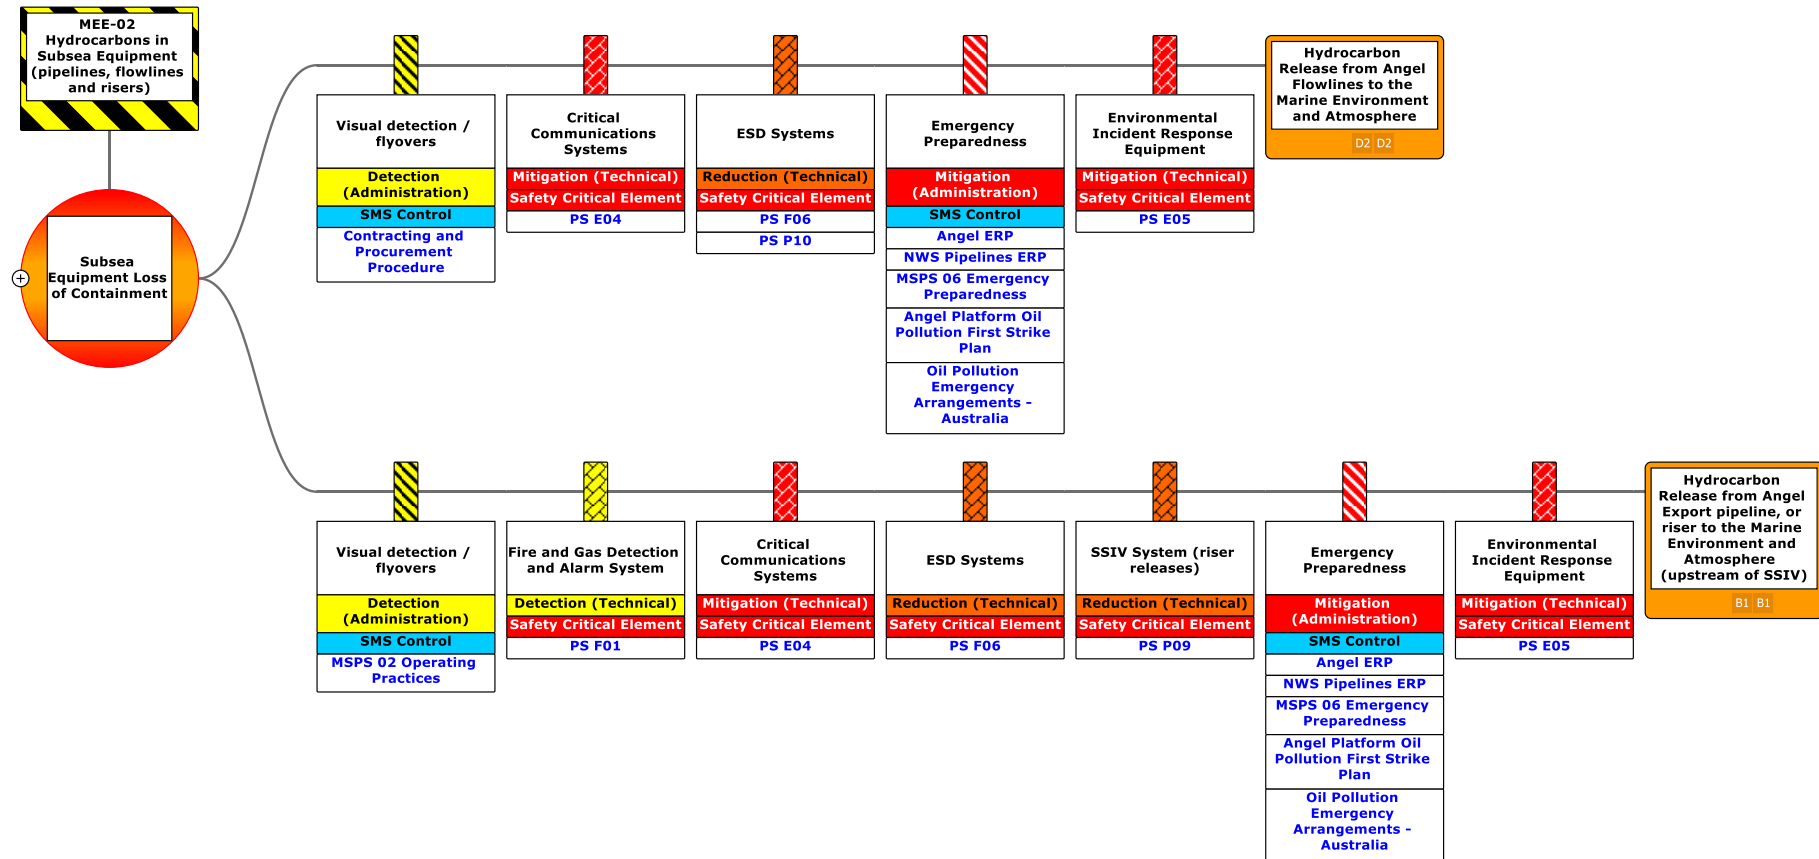 MEE-02
Hydrocarbons in
Subsea Equipment
(pipelines, flowlines
and risers)
Subsea
Equipment Loss
of Containment
Visual detection /
flyovers
Detection
(Administration)
SMS Control
Contracting and
Procurement
Procedure
Critical
Communications
Systems
Mitigation (Technical)
Safety Critical Element
PS E04
ESD Systems
Reduction (Technical)
Safety Critical Element
PS F06
PS P10
Emergency
Preparedness
Mitigation
(Administration)
SMS Control
Angel ERP
NWS Pipelines ERP
MSPS 06 Emergency
Preparedness
Angel Platform Oil
Pollution First Strike
Plan
Oil Pollution
Emergency
Arrangements -
Australia
Environmental
Incident Response
Equipment
Mitigation (Technical)
Safety Critical Element
PS E05
Hydrocarbon
Release from Angel
Flowlines to the
Marine Environment
and Atmosphere
D2 D2
Visual detection /
flyovers
Detection
(Administration)
SMS Control
MSPS 02 Operating
Practices
Fire and Gas Detection
and Alarm System
Detection (Technical)
Safety Critical Element
PS F01
Critical
Communications
Systems
Mitigation (Technical)
Safety Critical Element
PS E04
ESD Systems
Reduction (Technical)
Safety Critical Element
PS F06
SSIV System (riser
releases)
Reduction (Technical)
Safety Critical Element
PS P09
Emergency
Preparedness
Mitigation
(Administration)
SMS Control
Angel ERP
NWS Pipelines ERP
MSPS 06 Emergency
Preparedness
Angel Platform Oil
Pollution First Strike
Plan
Oil Pollution
Emergency
Arrangements -
Australia
Environmental
Incident Response
Equipment
Mitigation (Technical)
Safety Critical Element
PS E05
Hydrocarbon
Release from Angel
Export pipeline, or
riser to the Marine
Environment and
Atmosphere
(upstream of SSIV)
B1 B1